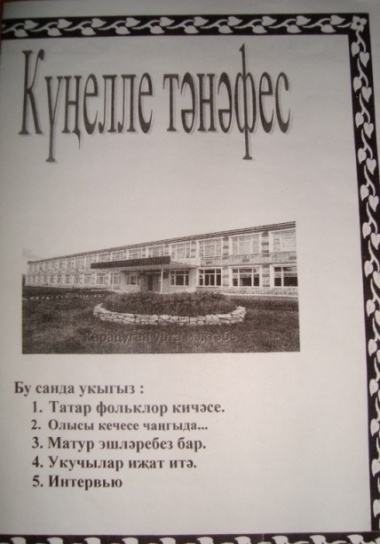 Күңелле тәнәфес
Бу санда укыгыз :
1. Татар фольклор кичәсе.
2. Олысы кечесе чаңгыда...
3. Матур эшләребез бар.
4. Укучылар иҗат итә.
5. Интервью